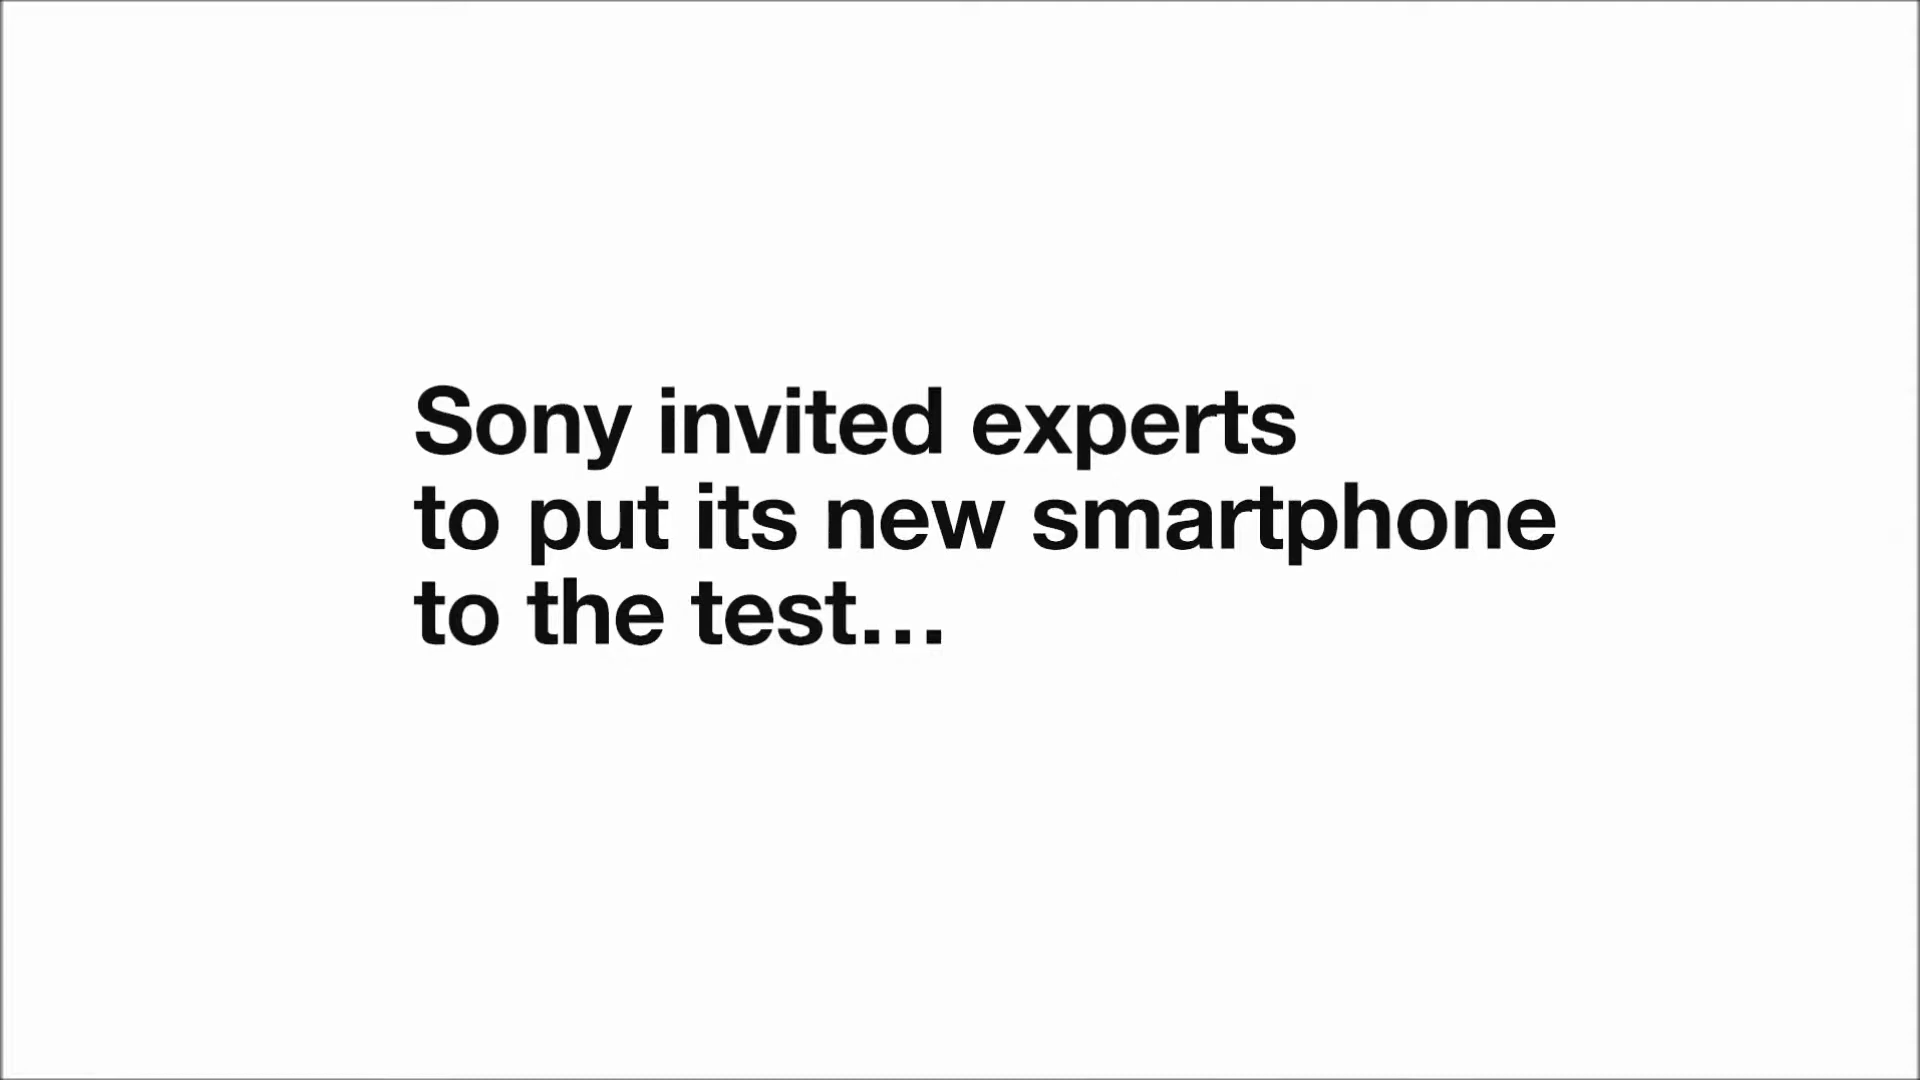 Sony invited experts
to put its new smartphone
to the test…